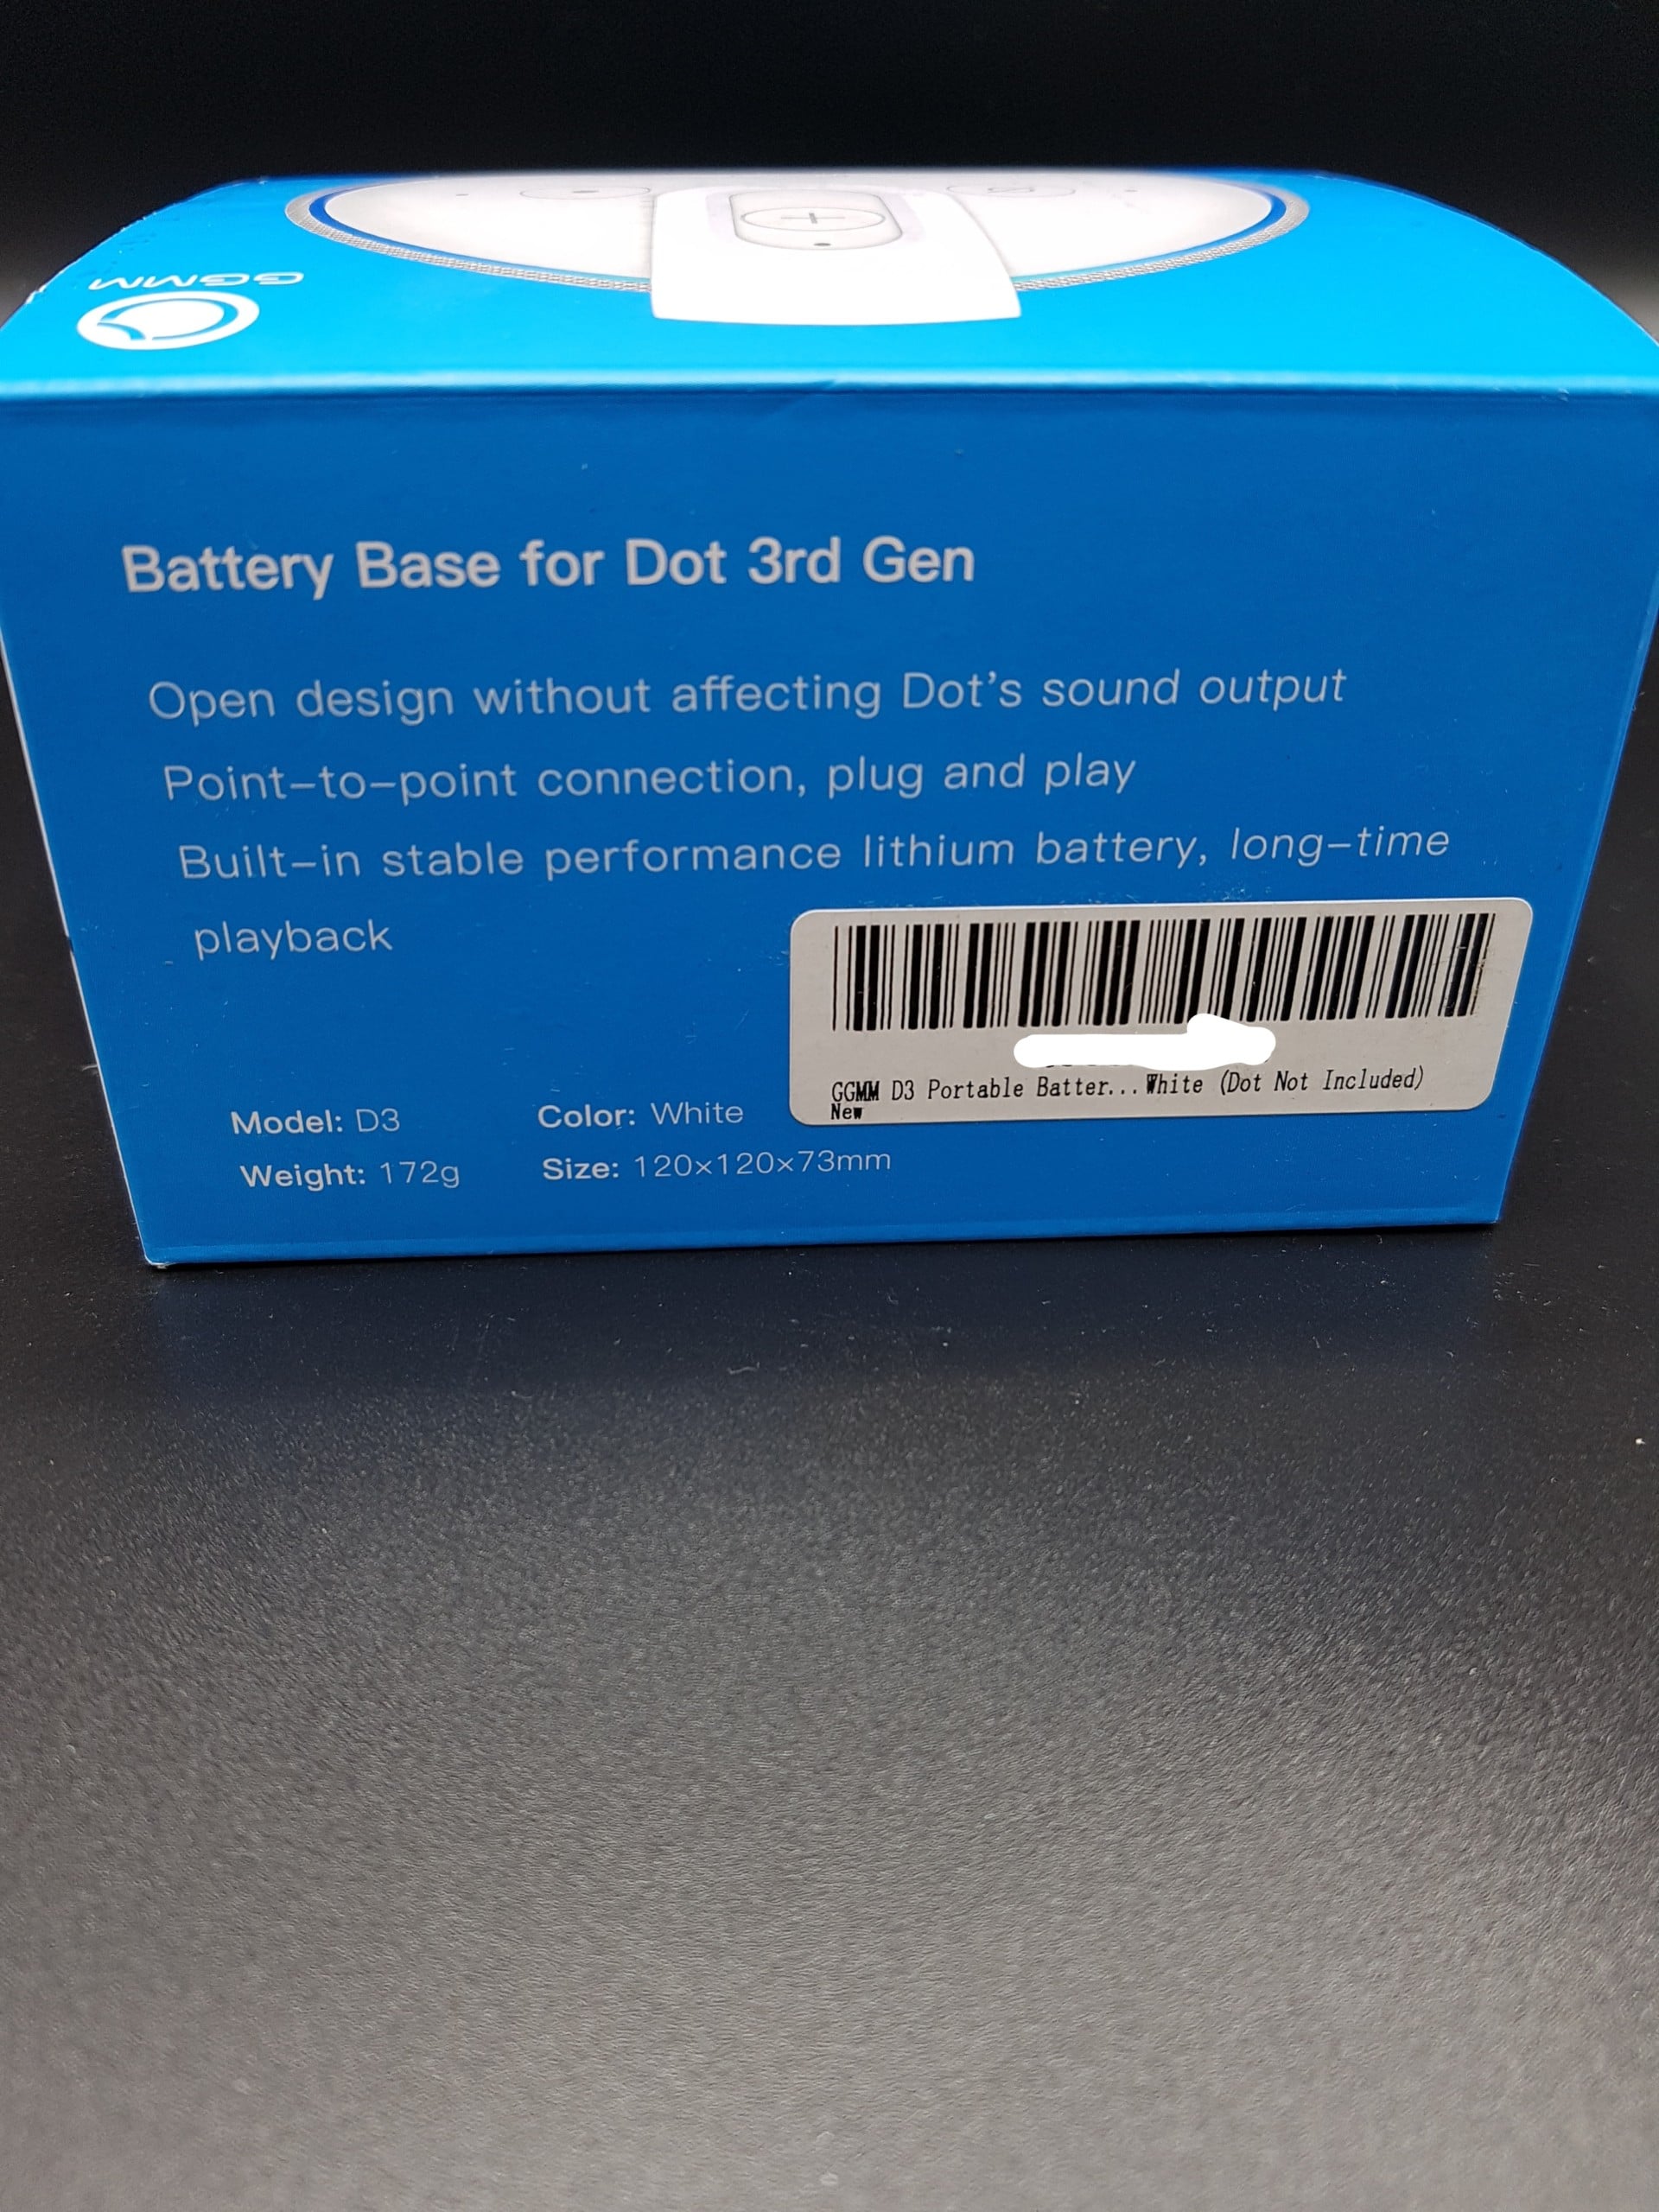 GGMM
Battery Base for Dot 3rd Gen
Open design without affecting Dot's sound output
Point-to-point connection, plug and play
Built-in stable performance lithium battery, long-time
playback
GGMM D3 Portable Batter...White (Dot Not Included)
New
Model: D3 Color: White
Weight: 172g Size: 120×120×73mm